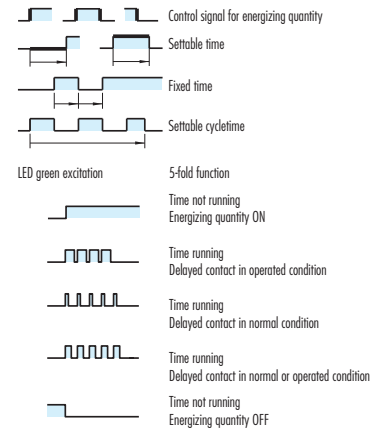 Control signal for energizing quantity
Settable time
Fixed time
Settable cycletime
LED green excitation 5-fold function
Time not running
Energizing quantity ON
Time running
Delayed contact in operated condition
Time running
Delayed contact in normal condition
Time running
Delayed contact in normal or operated condition
Time not running
Energizing quantity OFF